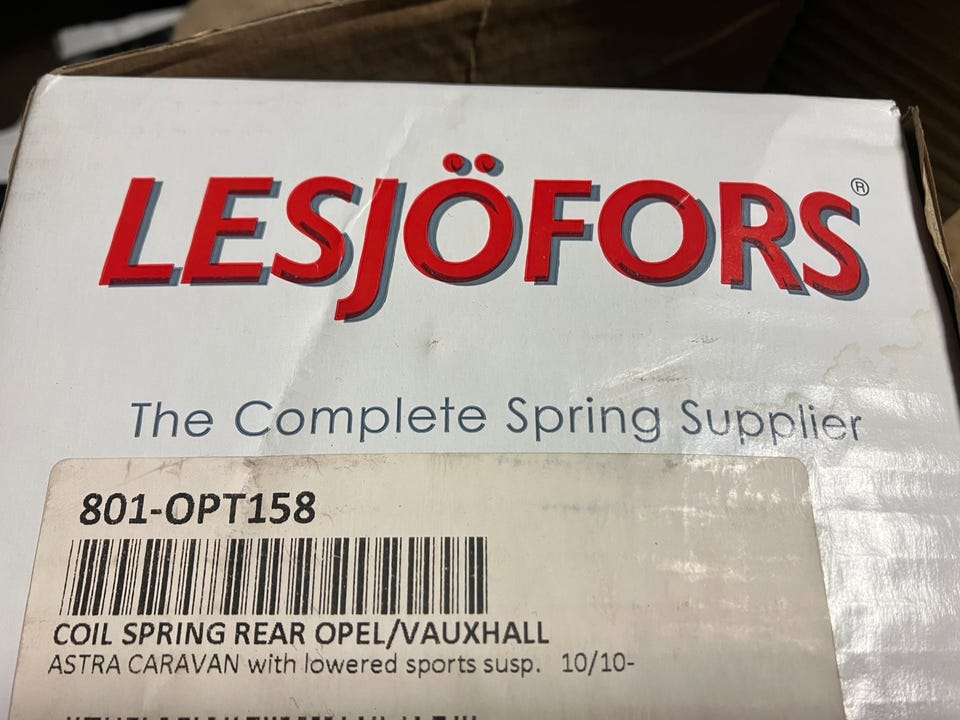 LESJÖFORS®
The Complete Spring Supplier
801-OPT158
COIL SPRING REAR OPEL/VAUXHALL
ASTRA CARAVAN with lowered sports susp. 10/10-